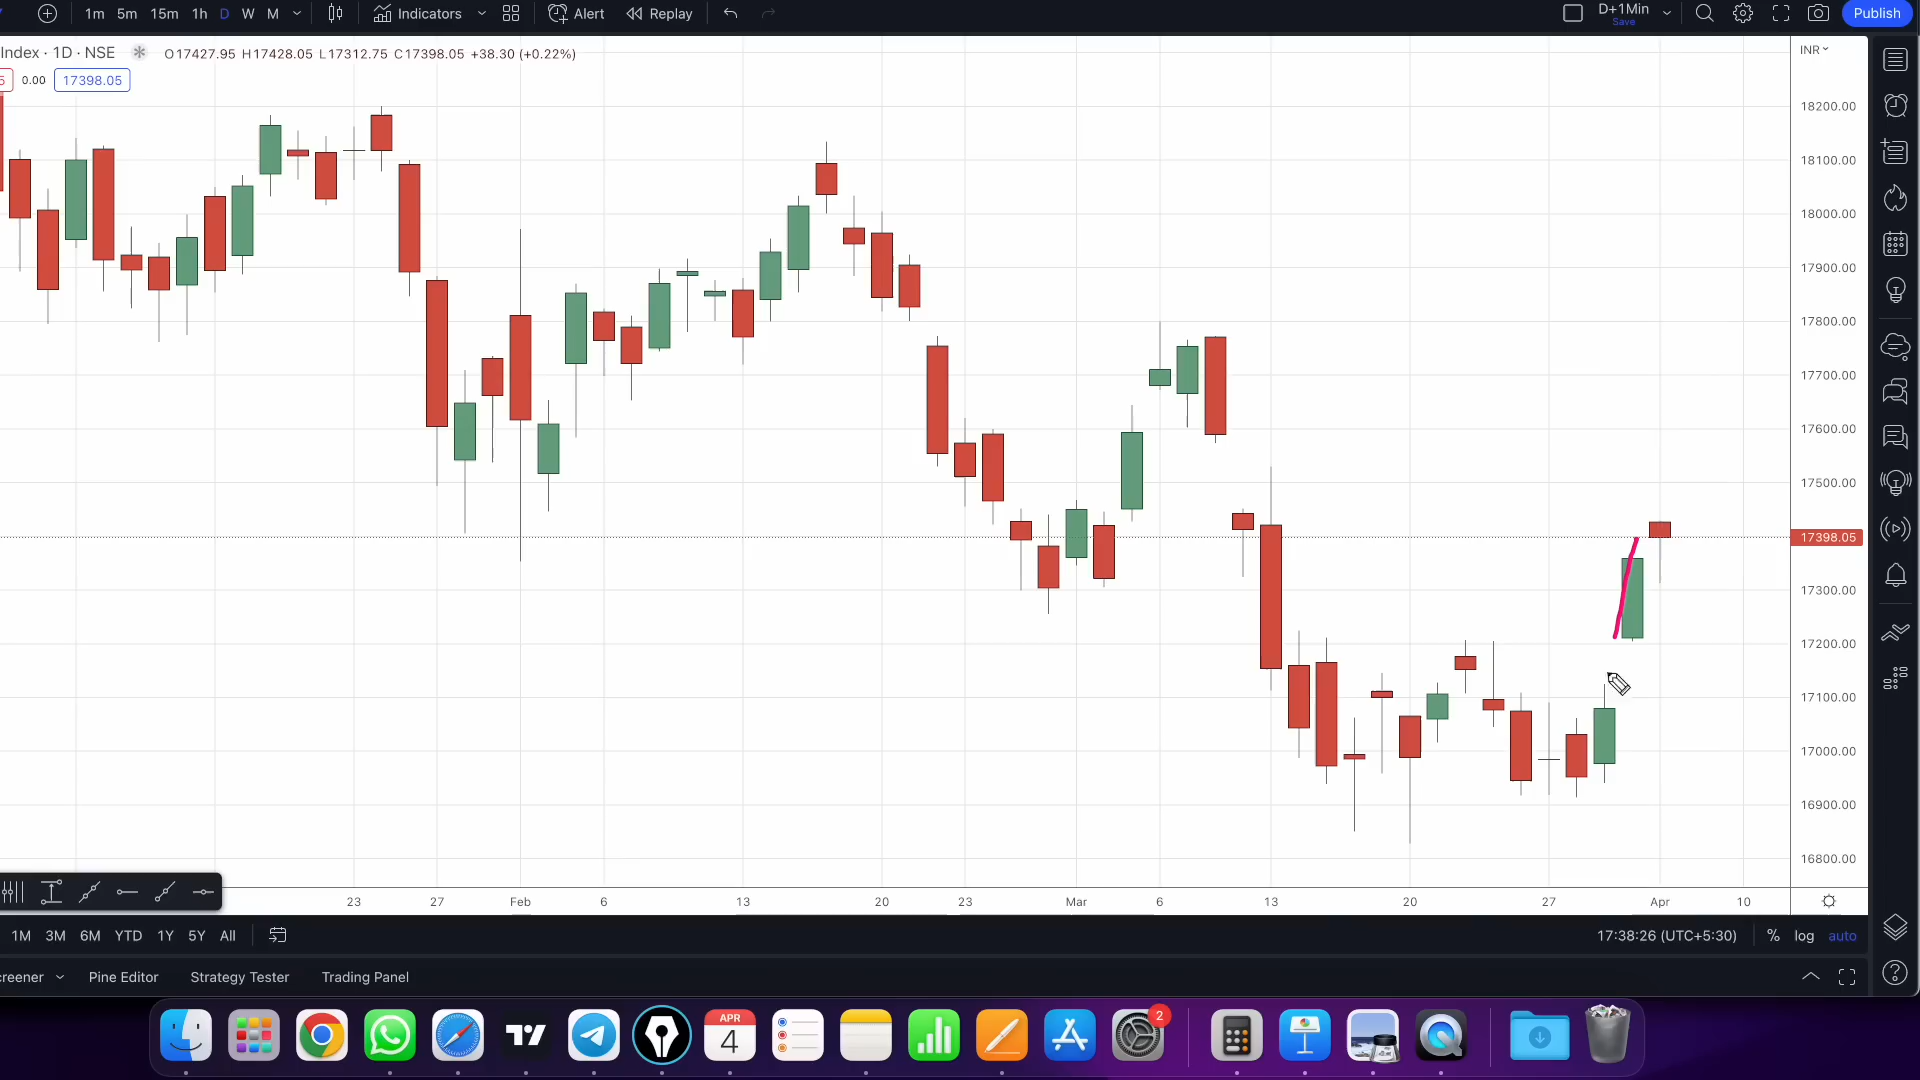 1m 5m 15m 1h D W M Indicators Alert Replay D+1Min Save Publish
Index · 1D · NSE O17427.95 H17428.05 L17312.75 C17398.05 +38.30 (+0.22%) INR
5 0.00 17398.05
18200.00
18100.00
18000.00
17900.00
17800.00
17700.00
17600.00
17500.00
17398.05
17300.00
17200.00
17100.00
17000.00
16900.00
16800.00
23 27 Feb 6 13 20 23 Mar 6 13 20 27 Apr 10
1M 3M 6M YTD 1Y 5Y All 17:38:26 (UTC+5:30) % log auto
creener Pine Editor Strategy Tester Trading Panel
APR 2
4